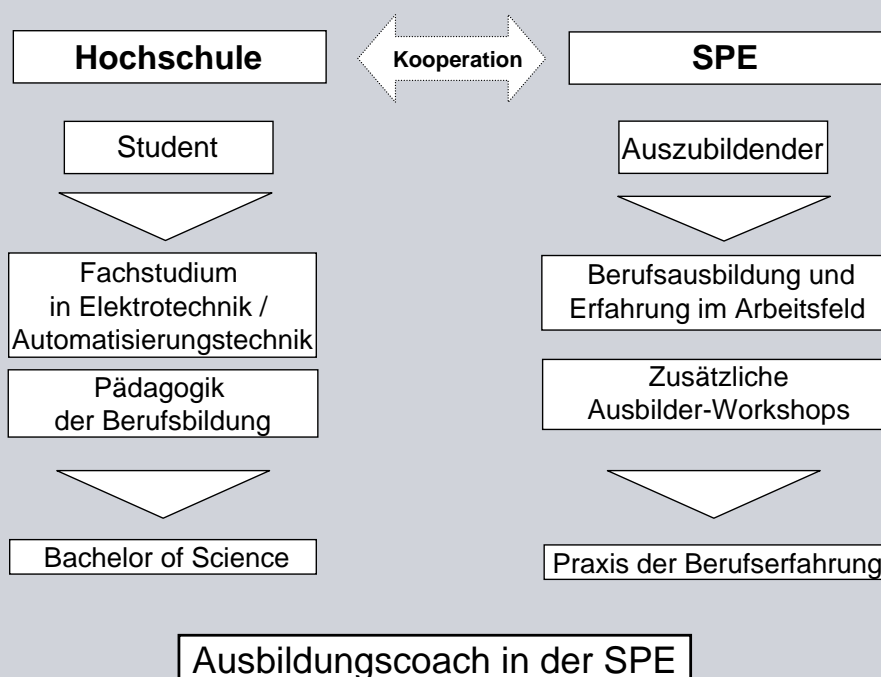 Hochschule
Kooperation
SPE
Student
Auszubildender
Fachstudium
in Elektrotechnik /
Automatisierungstechnik
Pädagogik
der Berufsbildung
Berufsausbildung und
Erfahrung im Arbeitsfeld
Zusätzliche
Ausbilder-Workshops
Bachelor of Science
Praxis der Berufserfahrung
Ausbildungscoach in der SPE